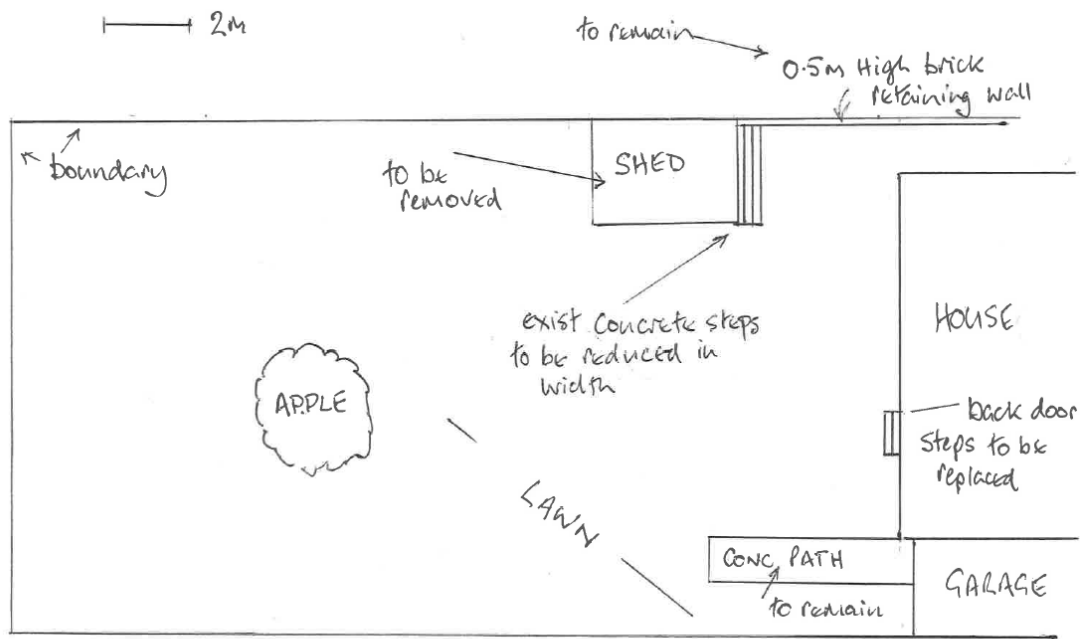 2m
to remain
0.5m High brick
retaining wall
boundary
to be
removed
SHED
exist concrete steps
to be reduced in
width
HOUSE
APPLE
back door
steps to be
replaced
LAWN
CONC PATH
to remain
GARAGE